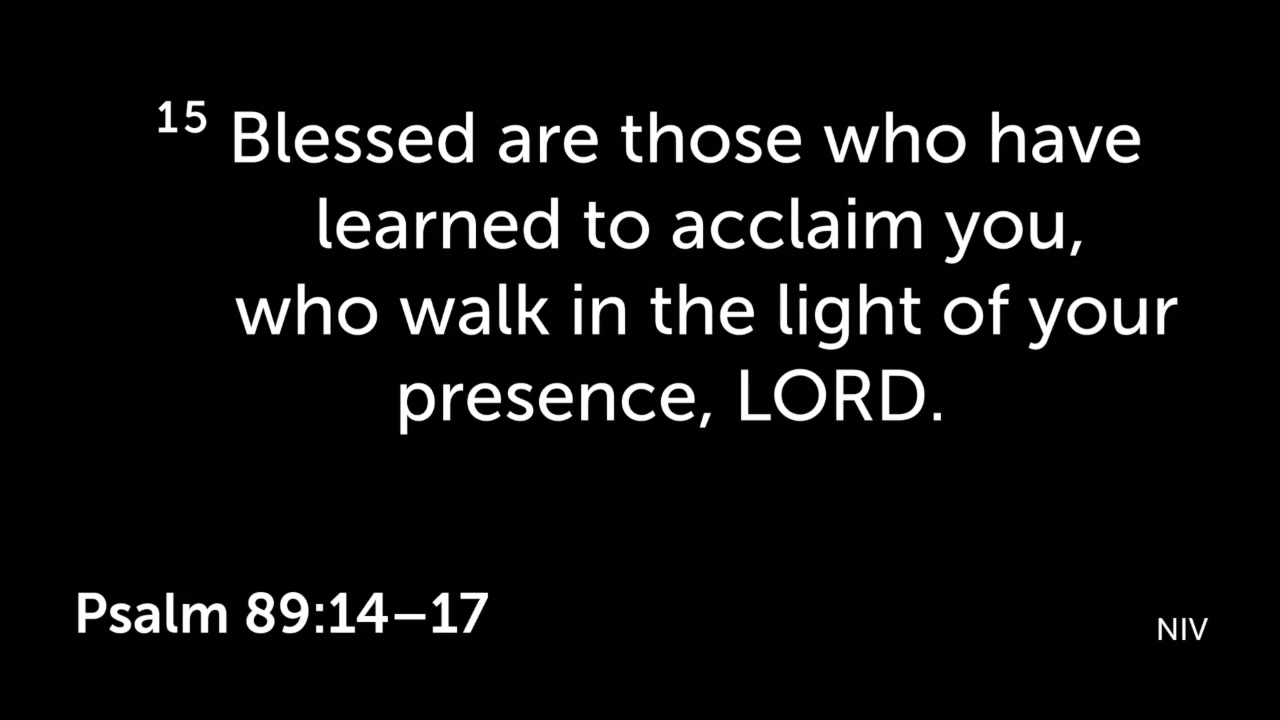 15 Blessed are those who have
learned to acclaim you,
who walk in the light of your
presence, LORD.
Psalm 89:14–17
NIV